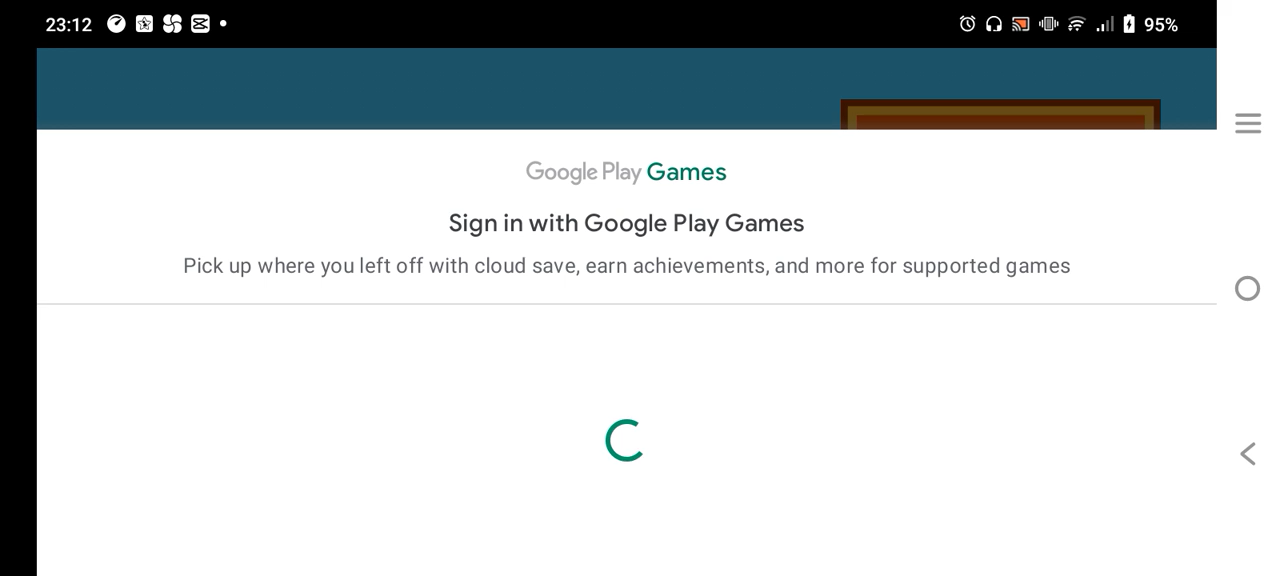 23:12
95%
Google Play Games
Sign in with Google Play Games
Pick up where you left off with cloud save, earn achievements, and more for supported games